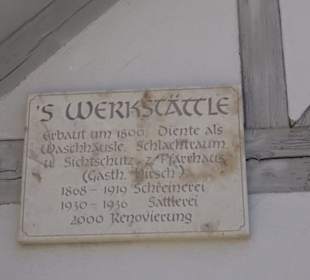 'S WERKSTÄTTLE
Erbaut um 1800 Diente als
Waschhäusle, Schlachtraum
u. Sichtschutz z. Pfarrhaus
(Gasth. Hirsch)
1868 - 1919 Schreinerei
1930 - 1936 Sattlerei
2000 Renovierung